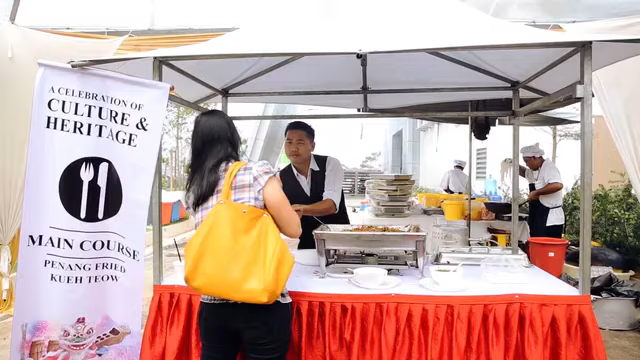 A CELEBRATION OF
CULTURE &
HERITAGE
MAIN COURSE
PENANG FRIED
KUEH TEOW